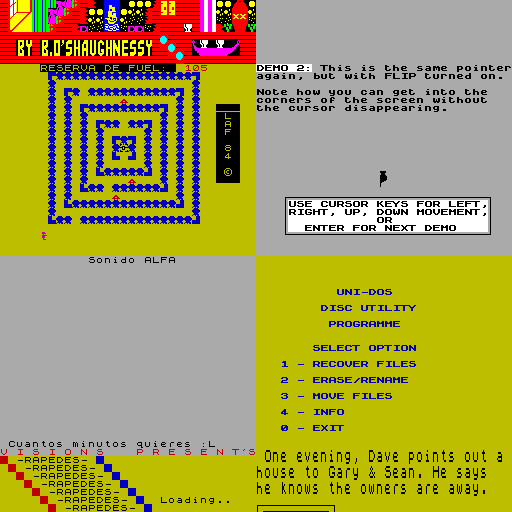 BY B.O'SHAUGHNESSY
RESERVA DE FUEL: 105
LAF 84 ©
DEMO 2: This is the same pointer
again, but with FLIP turned on.
Note how you can get into the
corners of the screen without
the cursor disappearing.
USE CURSOR KEYS FOR LEFT,
RIGHT, UP, DOWN MOVEMENT,
OR
ENTER FOR NEXT DEMO
Sonido ALFA
Cuantos minutos quieres :L
UNI-DOS
DISC UTILITY
PROGRAMME
SELECT OPTION
1 - RECOVER FILES
2 - ERASE/RENAME
3 - MOVE FILES
4 - INFO
0 - EXIT
VISIONS PRESENT'S
-RAPEDES-
-RAPEDES-
-RAPEDES-
-RAPEDES-
-RAPEDES-
-RAPEDES-
-RAPEDES-
Loading..
One evening, Dave points out a
house to Gary & Sean. He says
he knows the owners are away.